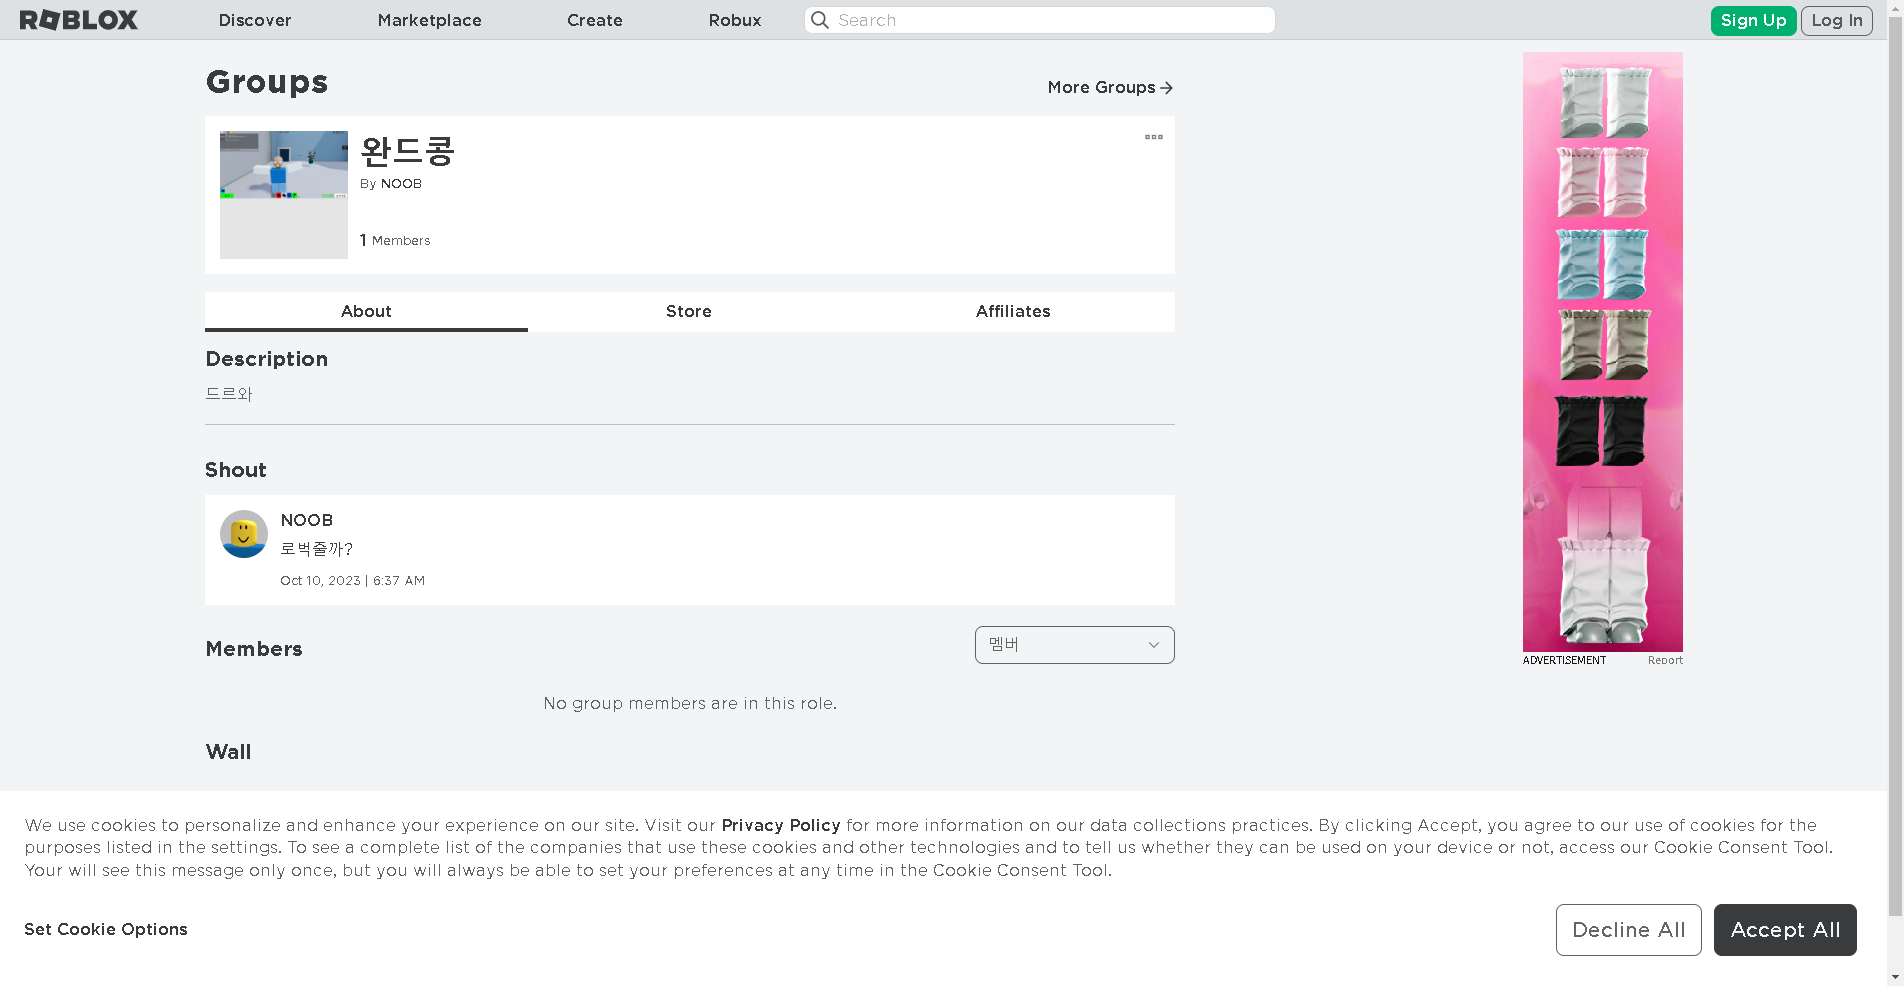 ROBLOX
Discover
Marketplace
Create
Robux
Search
Sign Up
Log In
Groups
More Groups
완드콩
By NOOB
1 Members
About
Store
Affiliates
Description
드르와
Shout
NOOB
로벅줄까?
Oct 10, 2023 | 6:37 AM
Members
멤버
No group members are in this role.
Wall
ADVERTISEMENT
Report
We use cookies to personalize and enhance your experience on our site. Visit our Privacy Policy for more information on our data collections practices. By clicking Accept, you agree to our use of cookies for the
purposes listed in the settings. To see a complete list of the companies that use these cookies and other technologies and to tell us whether they can be used on your device or not, access our Cookie Consent Tool.
Your will see this message only once, but you will always be able to set your preferences at any time in the Cookie Consent Tool.
Set Cookie Options
Decline All
Accept All